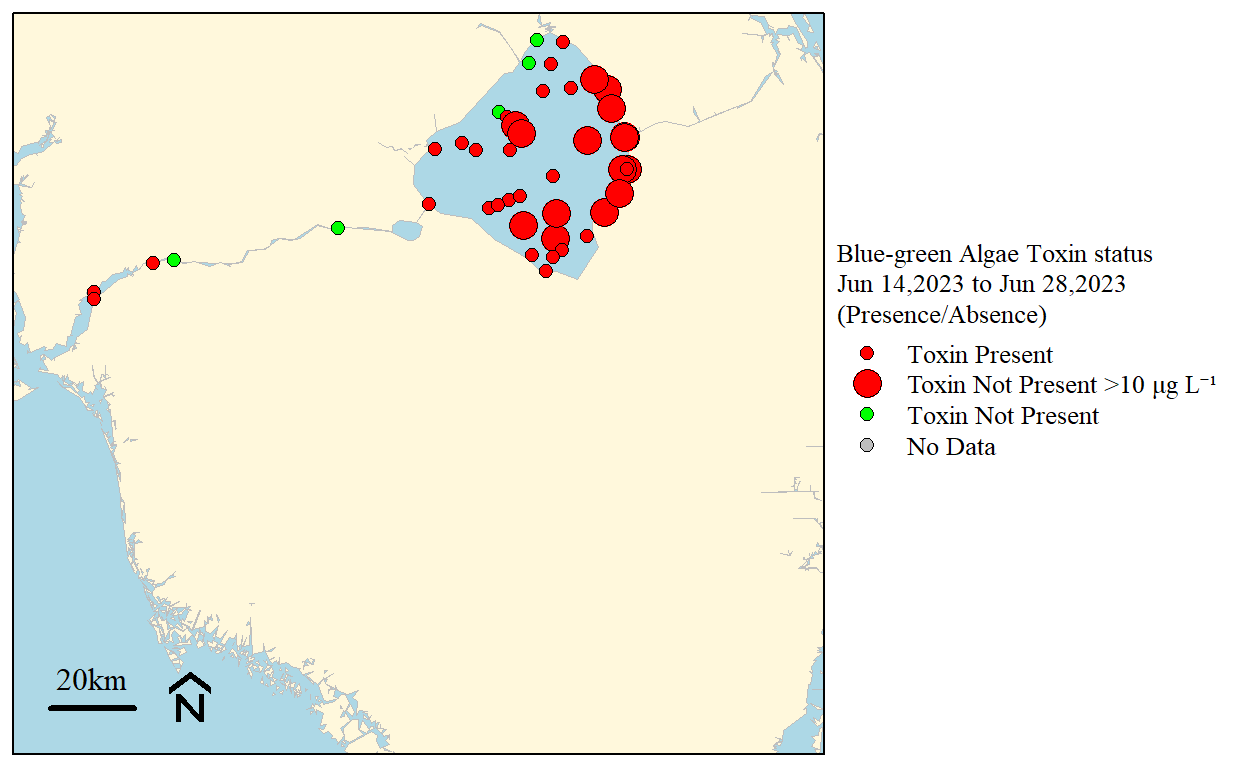 Blue-green Algae Toxin status
Jun 14,2023 to Jun 28,2023
(Presence/Absence)
Toxin Present
Toxin Not Present >10 μg L⁻¹
Toxin Not Present
No Data
20km
N